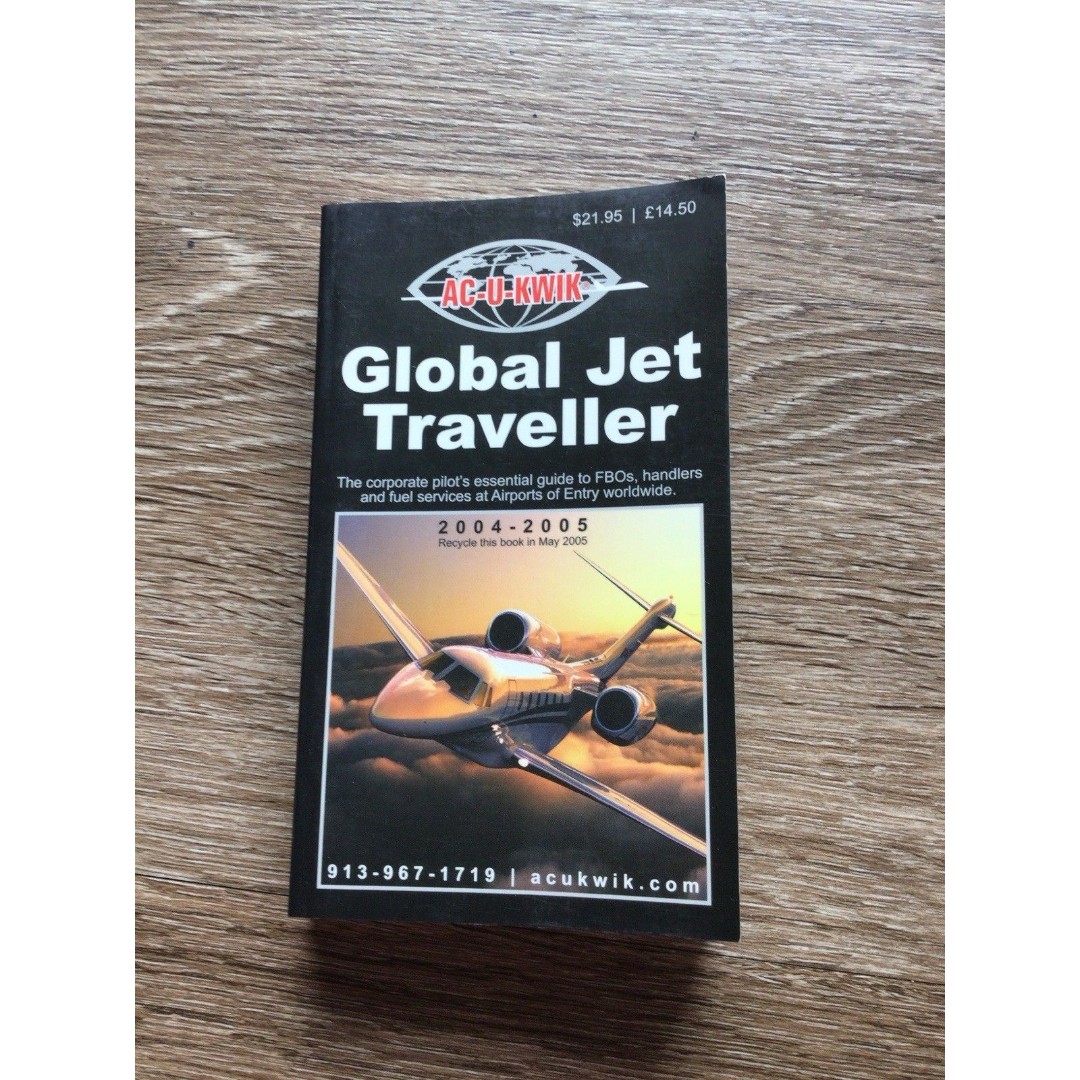 $21.95 | £14.50
AC-U-KWIK®
Global Jet
Traveller
The corporate pilot's essential guide to FBOs, handlers
and fuel services at Airports of Entry worldwide.
2004-2005
Recycle this book in May 2005
913-967-1719 | acukwik.com